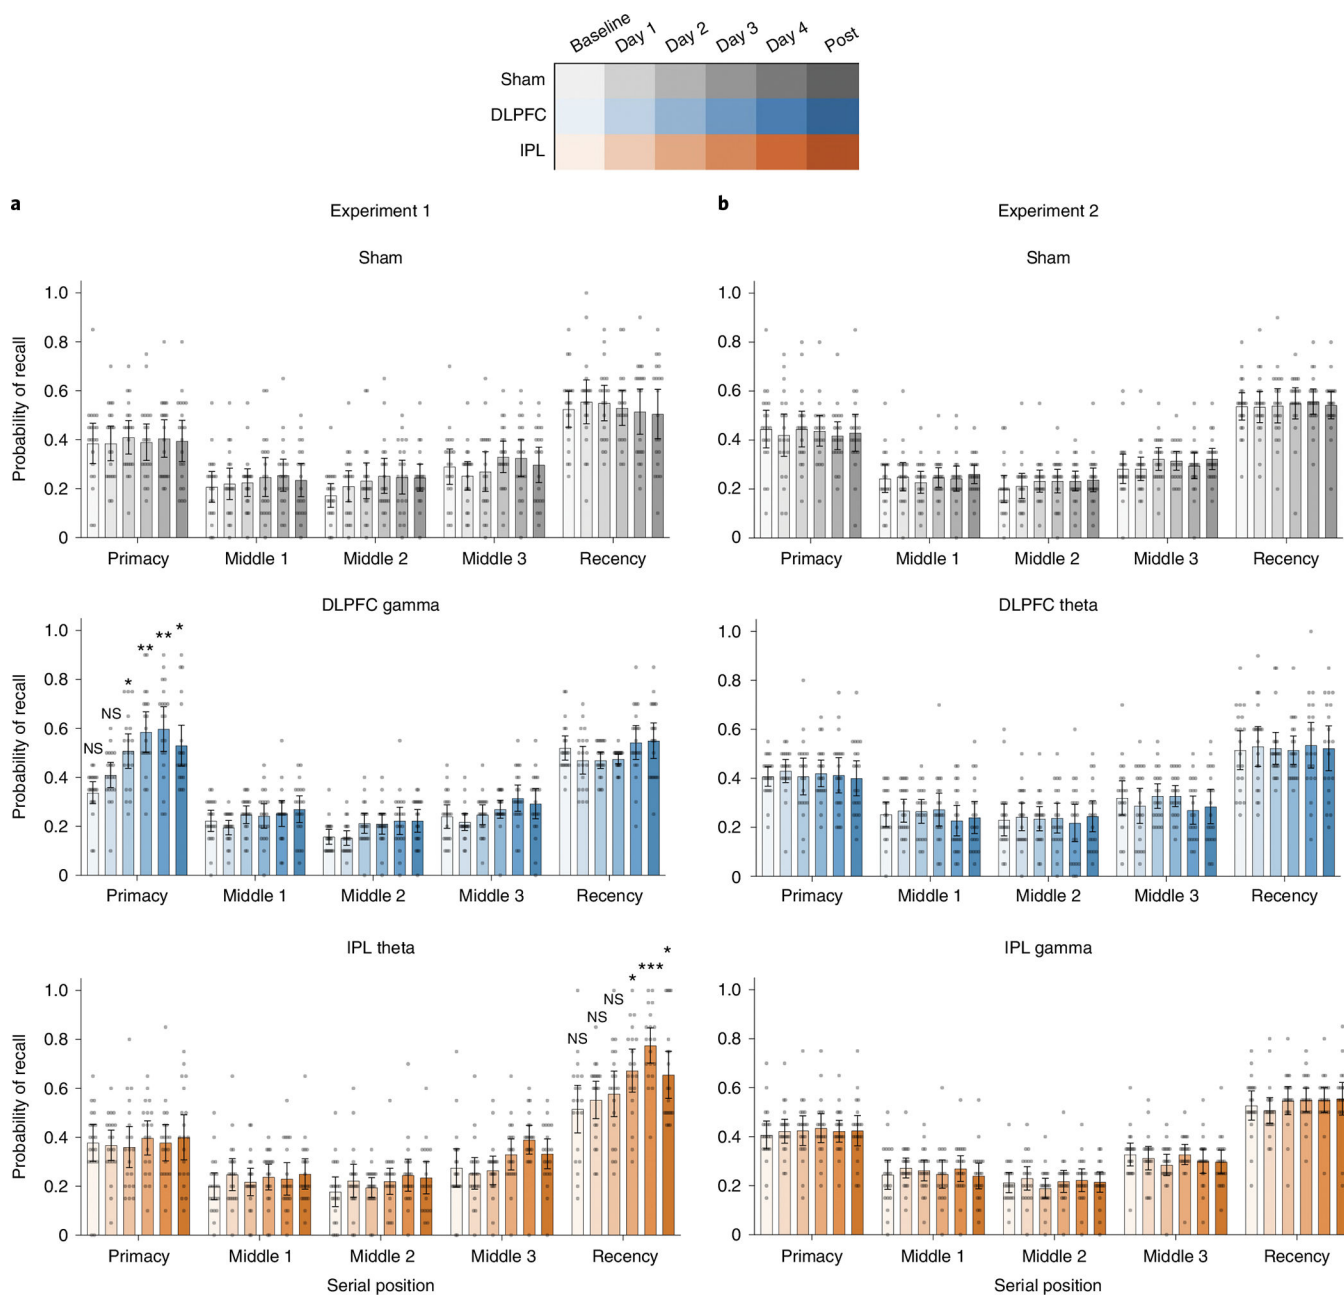 Baseline Day 1 Day 2 Day 3 Day 4 Post
Sham
DLPFC
IPL
a
Experiment 1
b
Experiment 2
Sham
Probability of recall
1.0
0.8
0.6
0.4
0.2
0
Primacy Middle 1 Middle 2 Middle 3 Recency
Sham
1.0
0.8
0.6
0.4
0.2
0
Primacy Middle 1 Middle 2 Middle 3 Recency
DLPFC gamma
Probability of recall
1.0
0.8
0.6
0.4
0.2
0
NS NS * ** ** *
Primacy Middle 1 Middle 2 Middle 3 Recency
DLPFC theta
1.0
0.8
0.6
0.4
0.2
0
Primacy Middle 1 Middle 2 Middle 3 Recency
IPL theta
Probability of recall
1.0
0.8
0.6
0.4
0.2
0
NS NS NS * *** *
Primacy Middle 1 Middle 2 Middle 3 Recency
Serial position
IPL gamma
1.0
0.8
0.6
0.4
0.2
0
Primacy Middle 1 Middle 2 Middle 3 Recency
Serial position